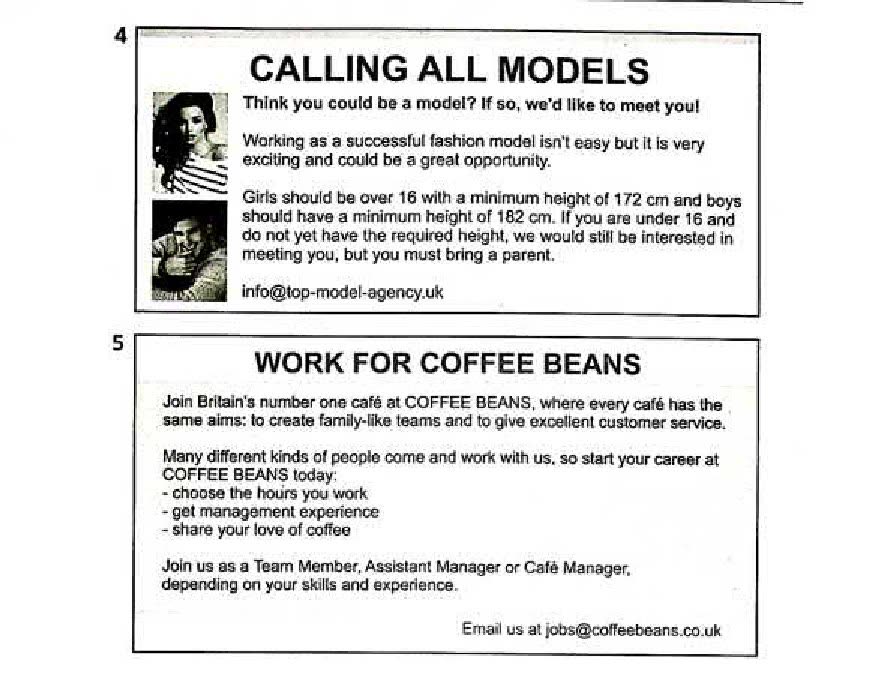 4
CALLING ALL MODELS
Think you could be a model? If so, we'd like to meet you!
Working as a successful fashion model isn't easy but it is very
exciting and could be a great opportunity.
Girls should be over 16 with a minimum height of 172 cm and boys
should have a minimum height of 182 cm. If you are under 16 and
do not yet have the required height, we would still be interested in
meeting you, but you must bring a parent.
info@top-model-agency.uk
5
WORK FOR COFFEE BEANS
Join Britain's number one café at COFFEE BEANS, where every café has the
same aims: to create family-like teams and to give excellent customer service.
Many different kinds of people come and work with us, so start your career at
COFFEE BEANS today:
- choose the hours you work
- get management experience
- share your love of coffee
Join us as a Team Member, Assistant Manager or Café Manager,
depending on your skills and experience.
Email us at jobs@coffeebeans.co.uk